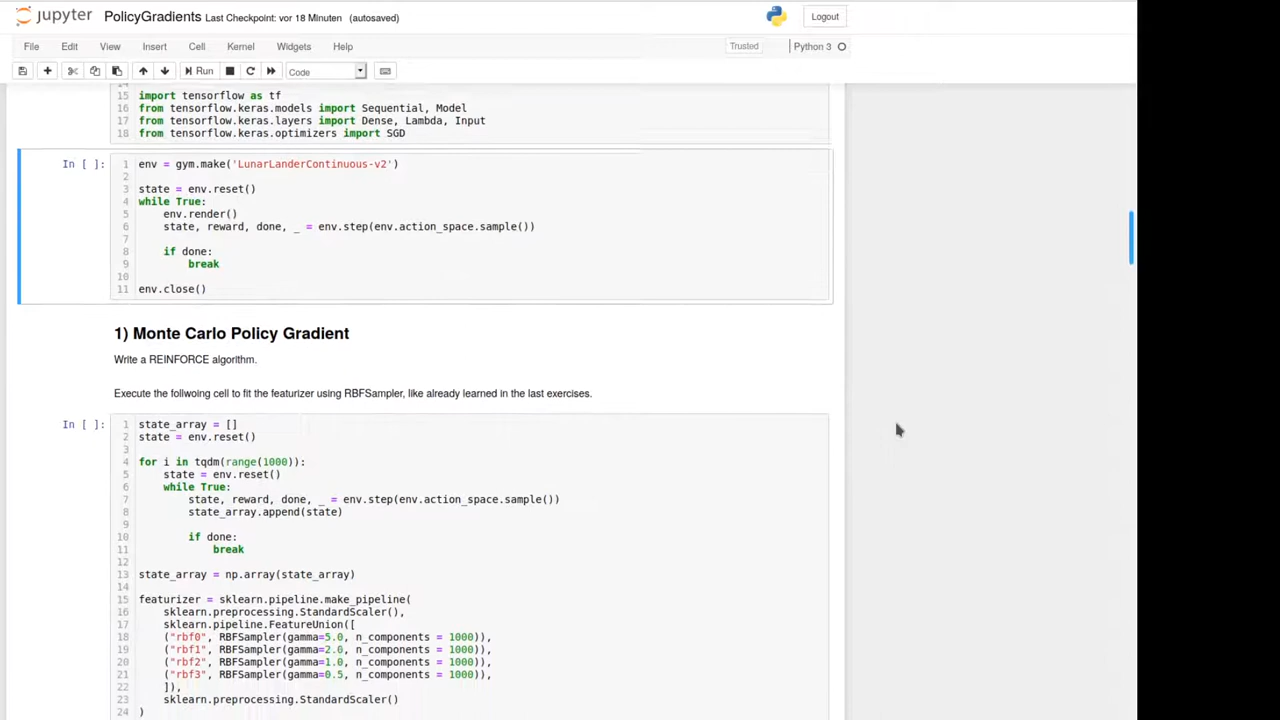 jupyter PolicyGradients Last Checkpoint: vor 18 Minuten (autosaved) Logout
File Edit View Insert Cell Kernel Widgets Help Trusted Python 3
Run Code
15 import tensorflow as tf
16 from tensorflow.keras.models import Sequential, Model
17 from tensorflow.keras.layers import Dense, Lambda, Input
18 from tensorflow.keras.optimizers import SGD
In [ ]: 1 env = gym.make('LunarLanderContinuous-v2')
2
3 state = env.reset()
4 while True:
5 env.render()
6 state, reward, done, _ = env.step(env.action_space.sample())
7
8 if done:
9 break
10
11 env.close()
1) Monte Carlo Policy Gradient
Write a REINFORCE algorithm.
Execute the follwoing cell to fit the featurizer using RBFSampler, like already learned in the last exercises.
In [ ]: 1 state_array = []
2 state = env.reset()
3
4 for i in tqdm(range(1000)):
5 state = env.reset()
6 while True:
7 state, reward, done, _ = env.step(env.action_space.sample())
8 state_array.append(state)
9
10 if done:
11 break
12
13 state_array = np.array(state_array)
14
15 featurizer = sklearn.pipeline.make_pipeline(
16 sklearn.preprocessing.StandardScaler(),
17 sklearn.pipeline.FeatureUnion([
18 ("rbf0", RBFSampler(gamma=5.0, n_components = 1000)),
19 ("rbf1", RBFSampler(gamma=2.0, n_components = 1000)),
20 ("rbf2", RBFSampler(gamma=1.0, n_components = 1000)),
21 ("rbf3", RBFSampler(gamma=0.5, n_components = 1000)),
22 ]),
23 sklearn.preprocessing.StandardScaler()
24 )